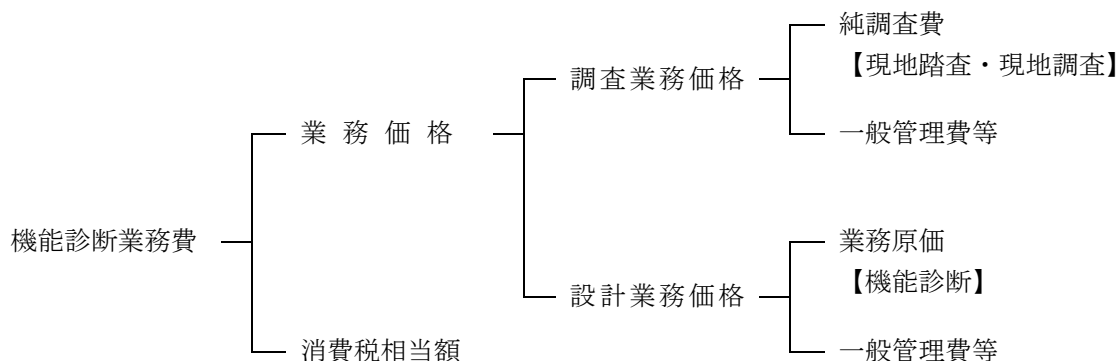 純調査費
【現地踏査・現地調査】
調査業務価格
業務価格
一般管理費等
機能診断業務費
業務原価
【機能診断】
設計業務価格
消費税相当額
一般管理費等